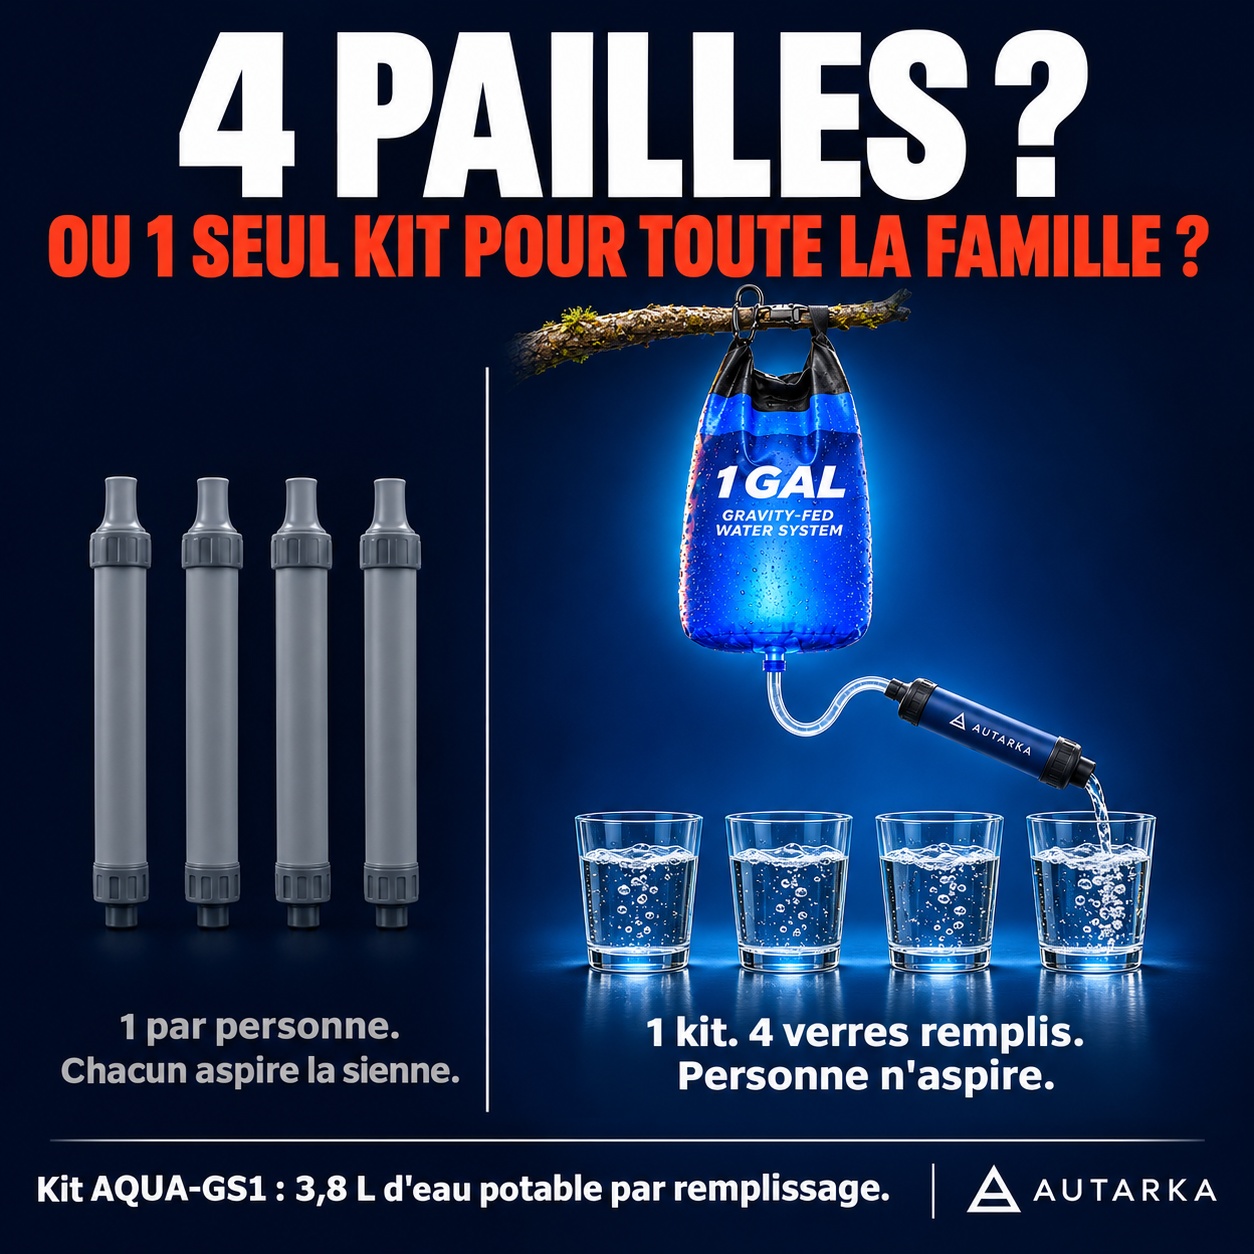 4 PAILLES ?
OU 1 SEUL KIT POUR TOUTE LA FAMILLE ?
1 GAL
GRAVITY-FED
WATER SYSTEM
AUTARKA
1 par personne.
Chacun aspire la sienne.
1 kit. 4 verres remplis.
Personne n'aspire.
Kit AQUA-GS1 : 3,8 L d'eau potable par remplissage.
AUTARKA